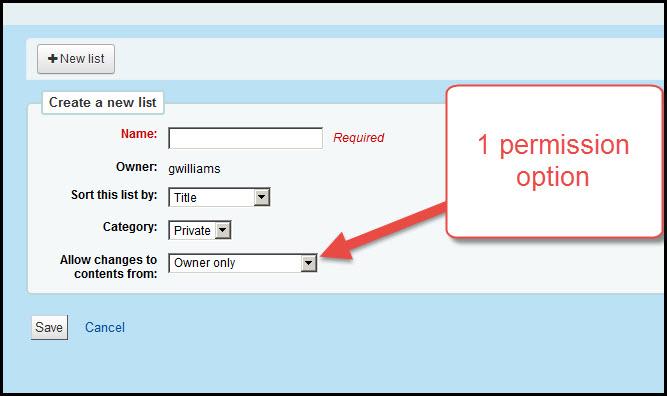 + New list
Create a new list
Name:
Required
Owner: gwilliams
Sort this list by: Title
Category: Private
Allow changes to
contents from:
Owner only
Save Cancel
1 permission
option